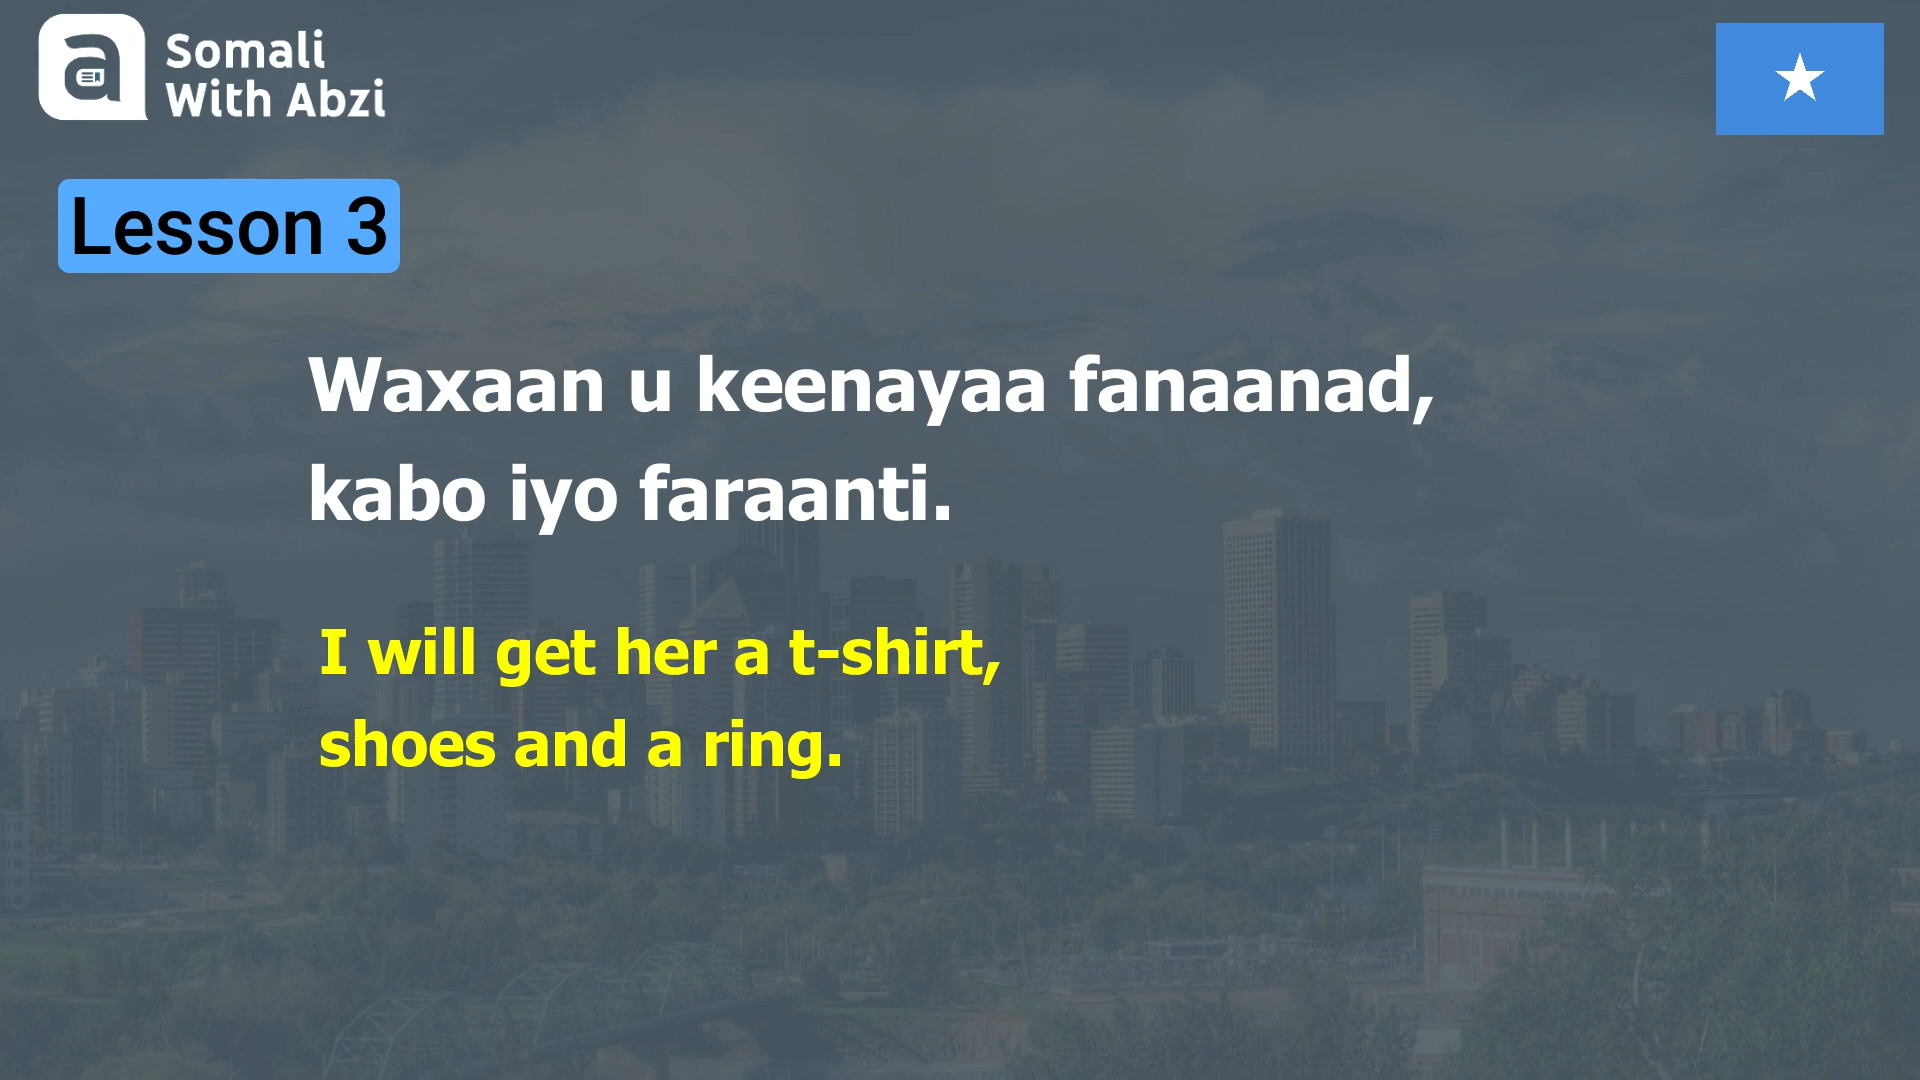 Somali
With Abzi
Lesson 3
Waxaan u keenayaa fanaanad,
kabo iyo faraanti.
I will get her a t-shirt,
shoes and a ring.